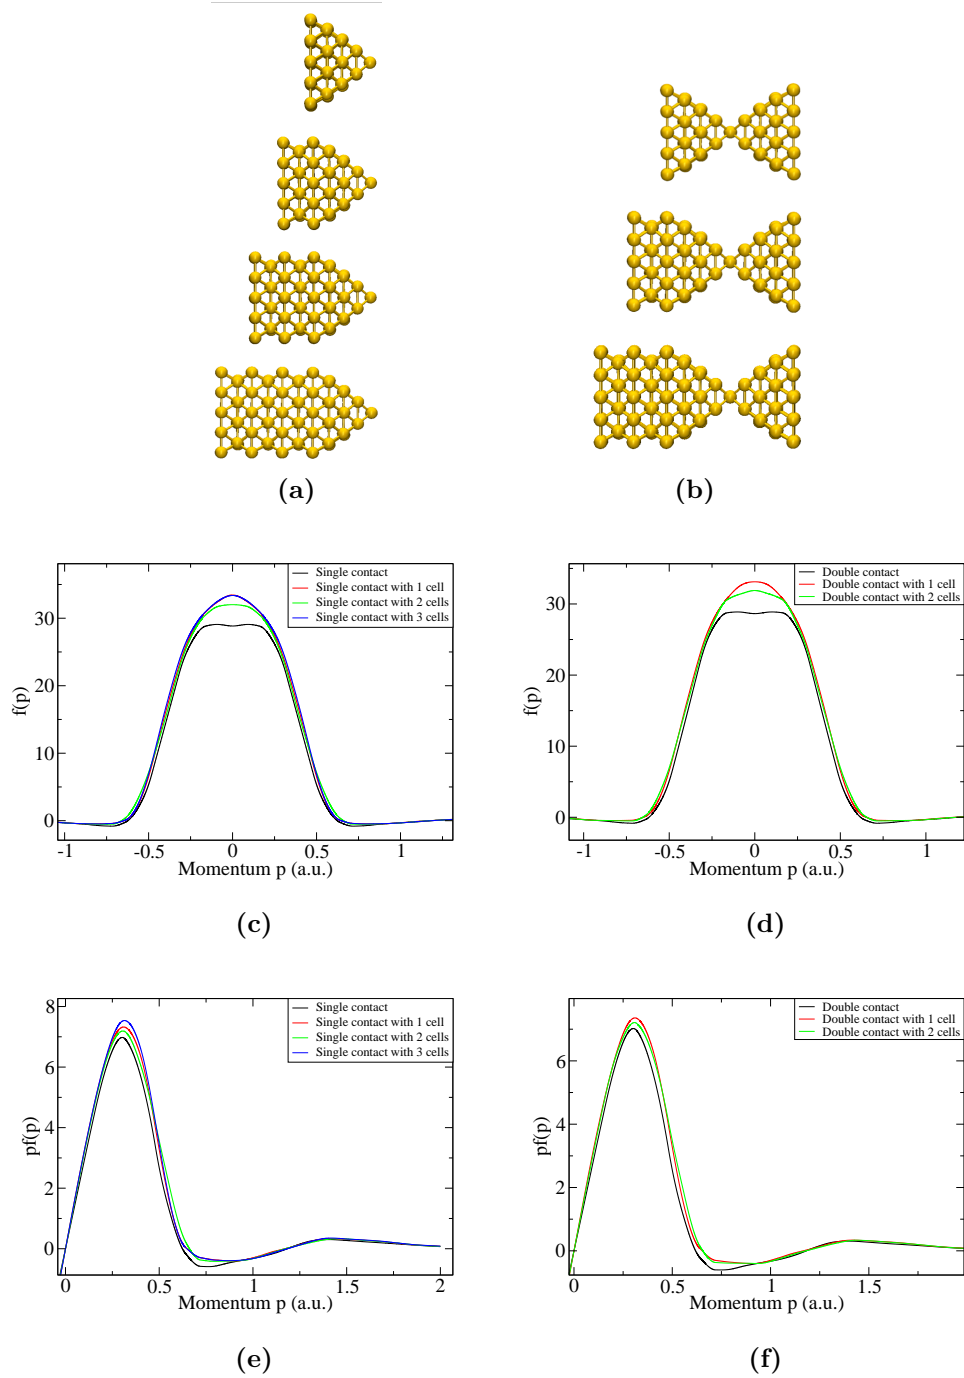 (a)
(b)
Single contact
Single contact with 1 cell
Single contact with 2 cells
Single contact with 3 cells
f(p)
30
20
10
0
-1
-0.5
0
0.5
1
Momentum p (a.u.)
(c)
Double contact
Double contact with 1 cell
Double contact with 2 cells
f(p)
30
20
10
0
-1
-0.5
0
0.5
1
Momentum p (a.u.)
(d)
Single contact
Single contact with 1 cell
Single contact with 2 cells
Single contact with 3 cells
pf(p)
8
6
4
2
0
0
0.5
1
1.5
2
Momentum p (a.u.)
(e)
Double contact
Double contact with 1 cell
Double contact with 2 cells
pf(p)
6
4
2
0
0
0.5
1
1.5
Momentum p (a.u.)
(f)